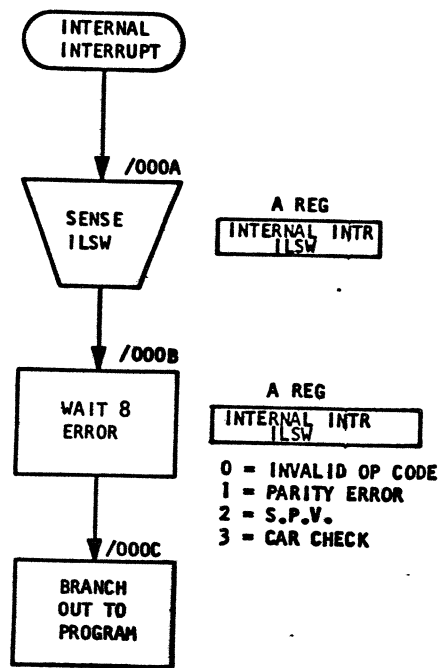 INTERNAL
INTERRUPT
/000A
SENSE
ILSW
A REG
INTERNAL INTR
ILSW
/000B
WAIT 8
ERROR
A REG
INTERNAL INTR
ILSW
0 = INVALID OP CODE
1 = PARITY ERROR
2 = S.P.V.
3 = CAR CHECK
/000C
BRANCH
OUT TO
PROGRAM